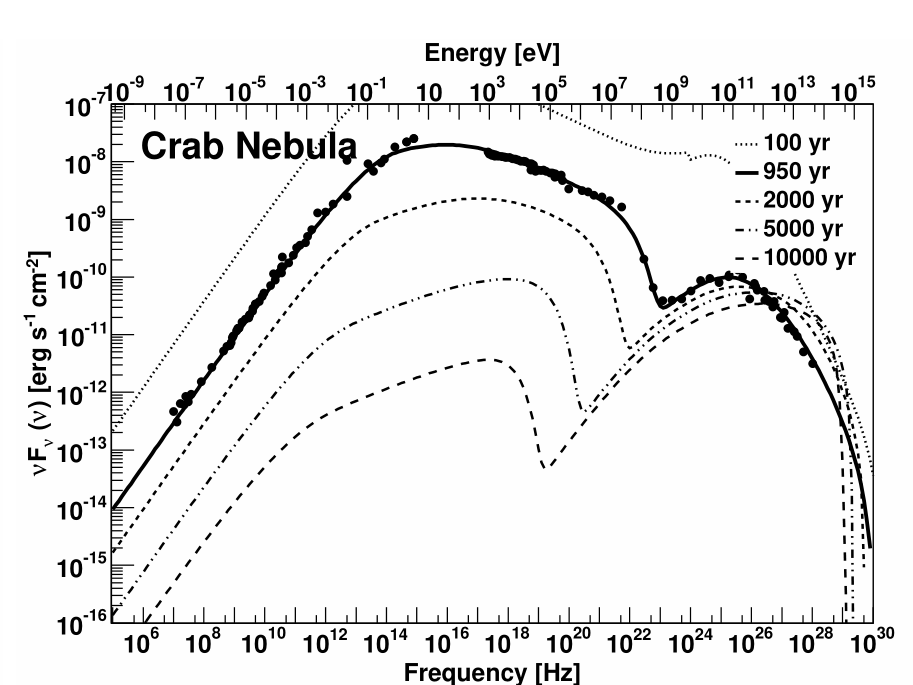 Energy [eV]
10⁻⁹ 10⁻⁷ 10⁻⁵ 10⁻³ 10⁻¹ 10 10³ 10⁵ 10⁷ 10⁹ 10¹¹ 10¹³ 10¹⁵
Crab Nebula
100 yr
950 yr
2000 yr
5000 yr
10000 yr
νFν (ν) [erg s⁻¹ cm⁻²]
10⁻⁷
10⁻⁸
10⁻⁹
10⁻¹⁰
10⁻¹¹
10⁻¹²
10⁻¹³
10⁻¹⁴
10⁻¹⁵
10⁻¹⁶
10⁶ 10⁸ 10¹⁰ 10¹² 10¹⁴ 10¹⁶ 10¹⁸ 10²⁰ 10²² 10²⁴ 10²⁶ 10²⁸ 10³⁰
Frequency [Hz]